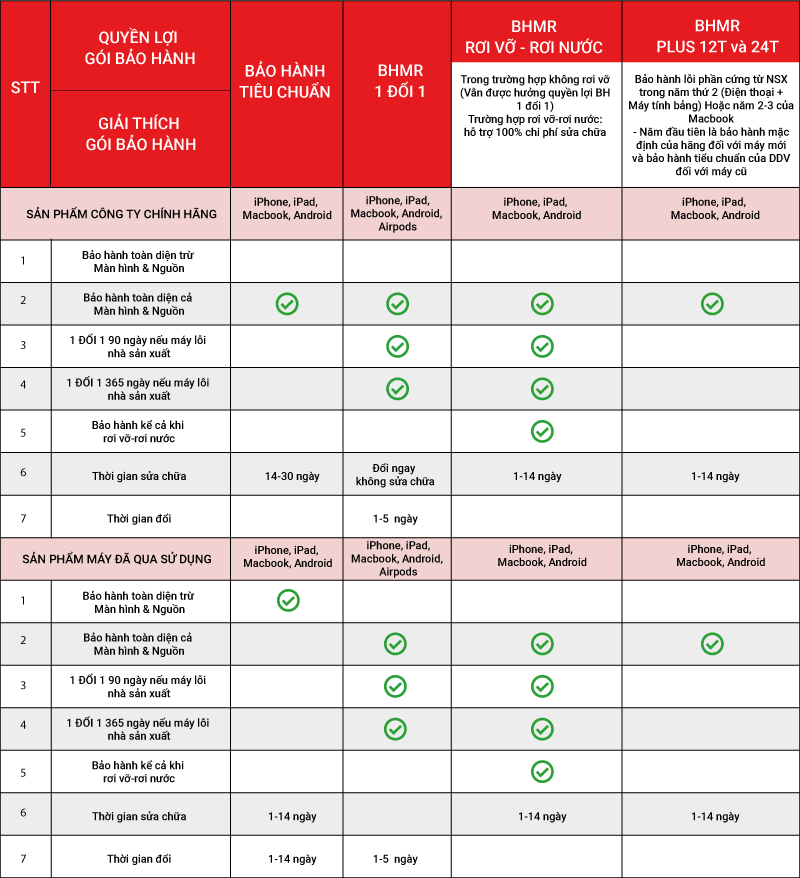 STT
QUYỀN LỢI
GÓI BẢO HÀNH
GIẢI THÍCH
GÓI BẢO HÀNH
BẢO HÀNH
TIÊU CHUẨN
BHMR
1 ĐỔI 1
BHMR
RƠI VỠ - RƠI NƯỚC
Trong trường hợp không rơi vỡ
(Vẫn được hưởng quyền lợi BH
1 đổi 1)
Trường hợp rơi vỡ-rơi nước:
hỗ trợ 100% chi phí sửa chữa
BHMR
PLUS 12T và 24T
Bảo hành lỗi phần cứng từ NSX
trong năm thứ 2 (Điện thoại +
Máy tính bảng) Hoặc năm 2-3 của
Macbook
- Năm đầu tiên là bảo hành mặc
định của hãng đối với máy mới
và bảo hành tiểu chuẩn của DDV
đối với máy cũ
SẢN PHẨM CÔNG TY CHÍNH HÃNG
iPhone, iPad,
Macbook, Android
iPhone, iPad,
Macbook, Android,
Airpods
iPhone, iPad,
Macbook, Android
iPhone, iPad,
Macbook, Android
1
Bảo hành toàn diện trừ
Màn hình & Nguồn
2
Bảo hành toàn diện cả
Màn hình & Nguồn
3
1 ĐỔI 1 90 ngày nếu máy lỗi
nhà sản xuất
4
1 ĐỔI 1 365 ngày nếu máy lỗi
nhà sản xuất
5
Bảo hành kể cả khi
rơi vỡ-rơi nước
6
Thời gian sửa chữa
14-30 ngày
Đổi ngay
không sửa chữa
1-14 ngày
1-14 ngày
7
Thời gian đổi
1-5 ngày
SẢN PHẨM MÁY ĐÃ QUA SỬ DỤNG
iPhone, iPad,
Macbook, Android
iPhone, iPad,
Macbook, Android,
Airpods
iPhone, iPad,
Macbook, Android
iPhone, iPad,
Macbook, Android
1
Bảo hành toàn diện trừ
Màn hình & Nguồn
2
Bảo hành toàn diện cả
Màn hình & Nguồn
3
1 ĐỔI 1 90 ngày nếu máy lỗi
nhà sản xuất
4
1 ĐỔI 1 365 ngày nếu máy lỗi
nhà sản xuất
5
Bảo hành kể cả khi
rơi vỡ-rơi nước
6
Thời gian sửa chữa
1-14 ngày
1-14 ngày
1-14 ngày
7
Thời gian đổi
1-14 ngày
1-5 ngày